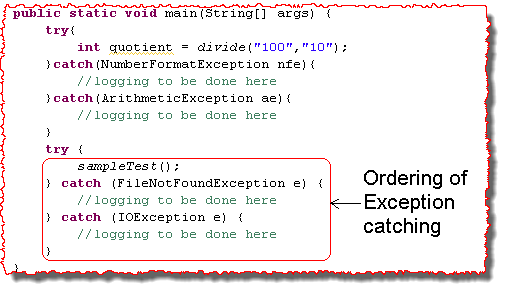 public static void main(String[] args) {
try{
int quotient = divide("100","10");
}catch(NumberFormatException nfe){
//logging to be done here
}catch(ArithmeticException ae){
//logging to be done here
}
try {
sampleTest();
} catch (FileNotFoundException e) {
//logging to be done here
} catch (IOException e) {
//logging to be done here
}
}
Ordering of
Exception
catching